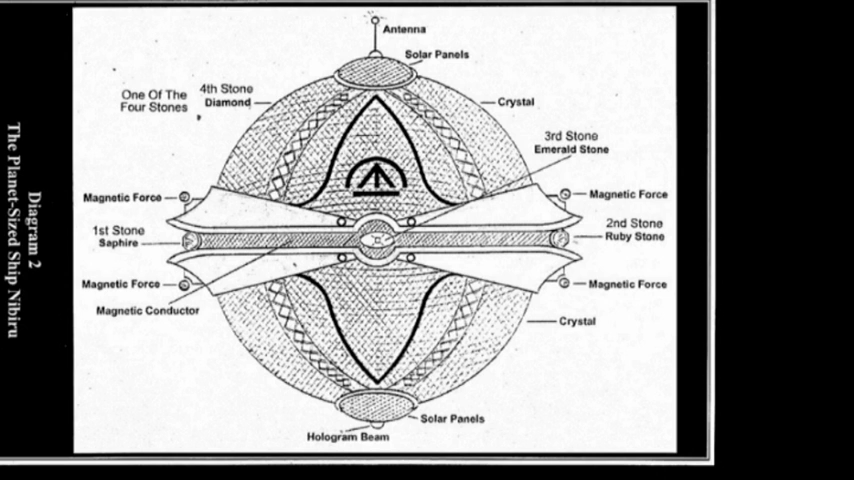 Antenna
Solar Panels
4th Stone
Diamond
One Of The
Four Stones
Crystal
3rd Stone
Emerald Stone
Magnetic Force
Magnetic Force
1st Stone
Saphire
2nd Stone
Ruby Stone
Magnetic Force
Magnetic Force
Magnetic Conductor
Crystal
Solar Panels
Hologram Beam
Diagram 2
The Planet-Sized Ship Nibiru